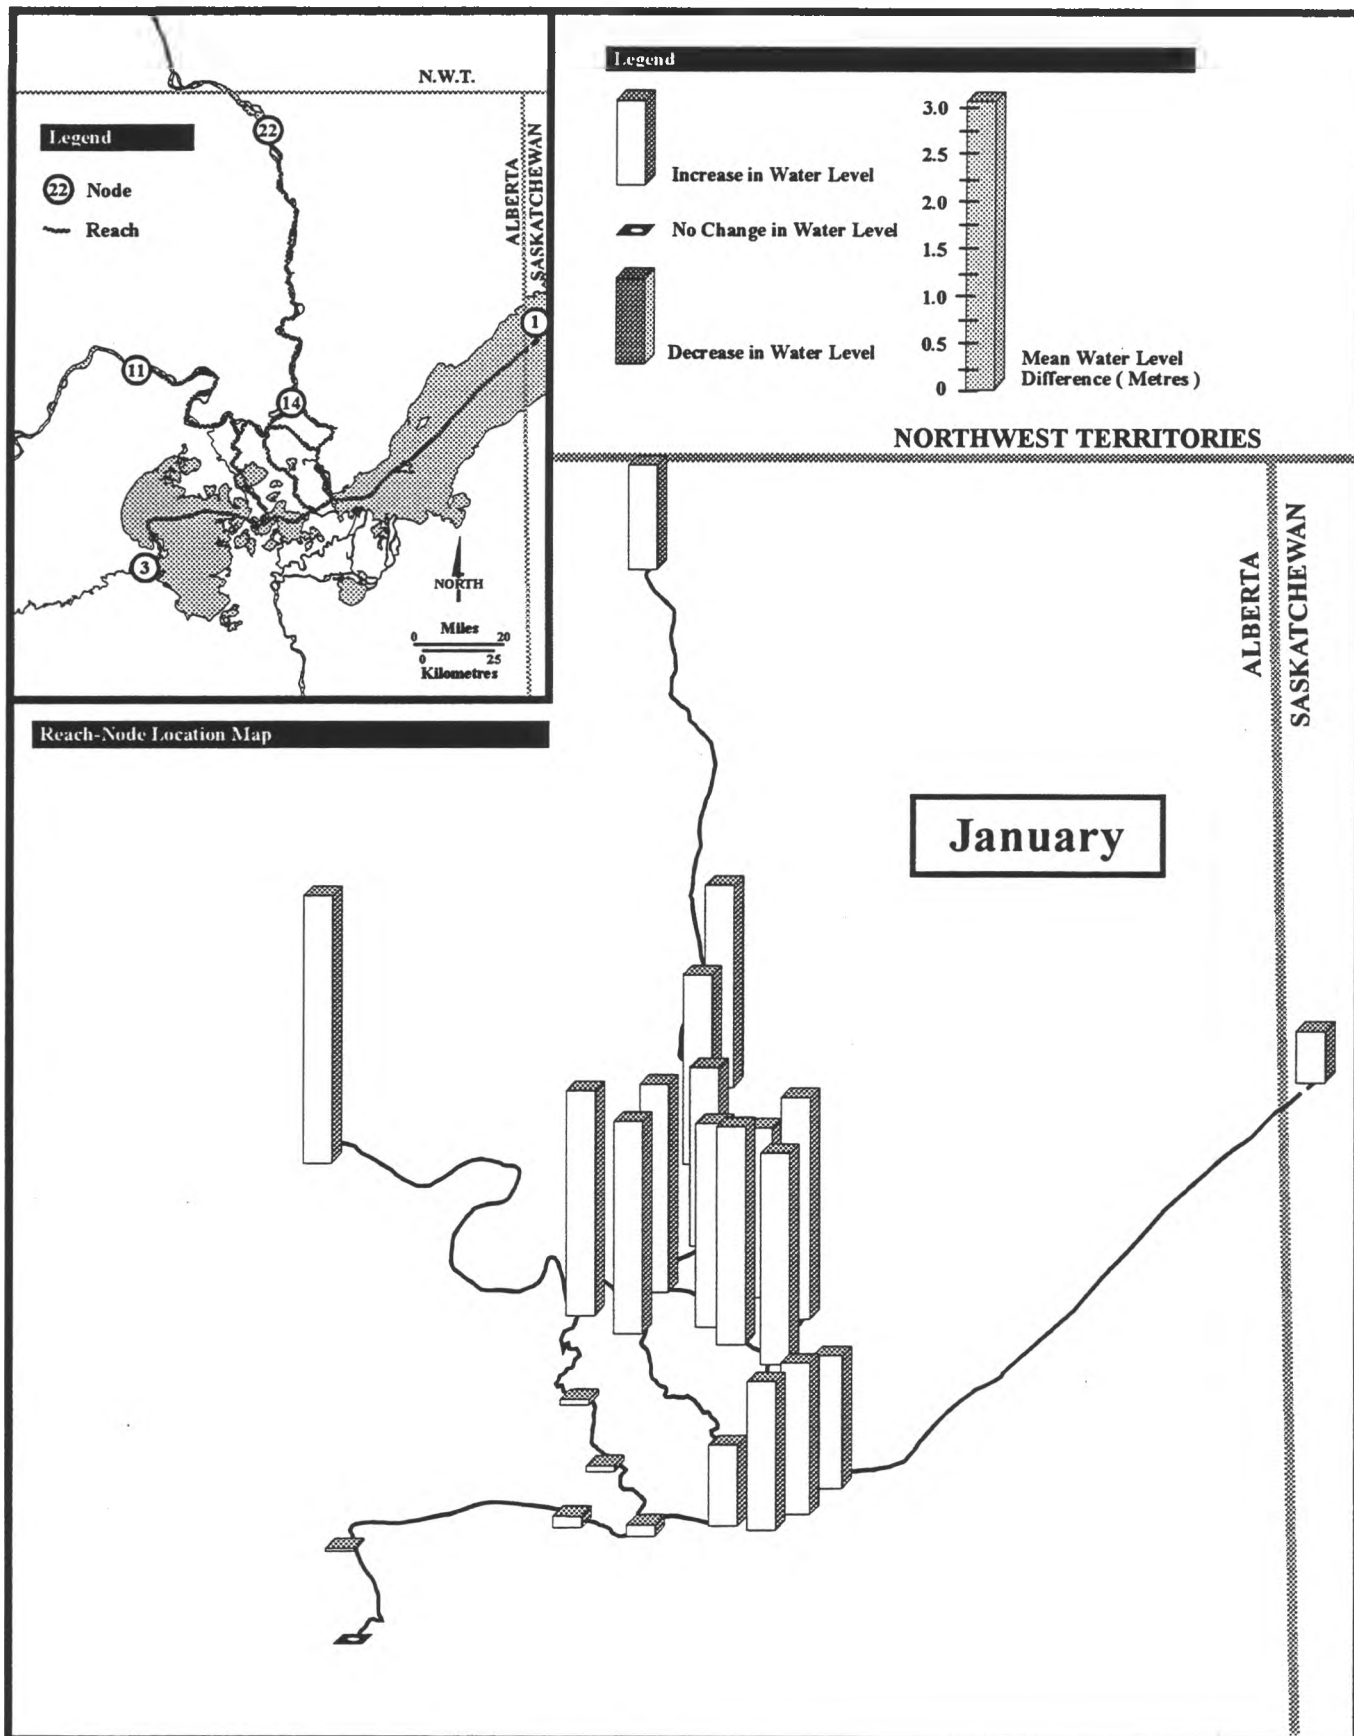 N.W.T.
Legend
22
22 Node
Reach
ALBERTA
SASKATCHEWAN
1
11
14
3
NORTH
Miles
0 20
0 25
Kilometres
Reach-Node Location Map
Legend
Increase in Water Level
No Change in Water Level
Decrease in Water Level
3.0
2.5
2.0
1.5
1.0
0.5
0
Mean Water Level
Difference ( Metres )
NORTHWEST TERRITORIES
ALBERTA
SASKATCHEWAN
January